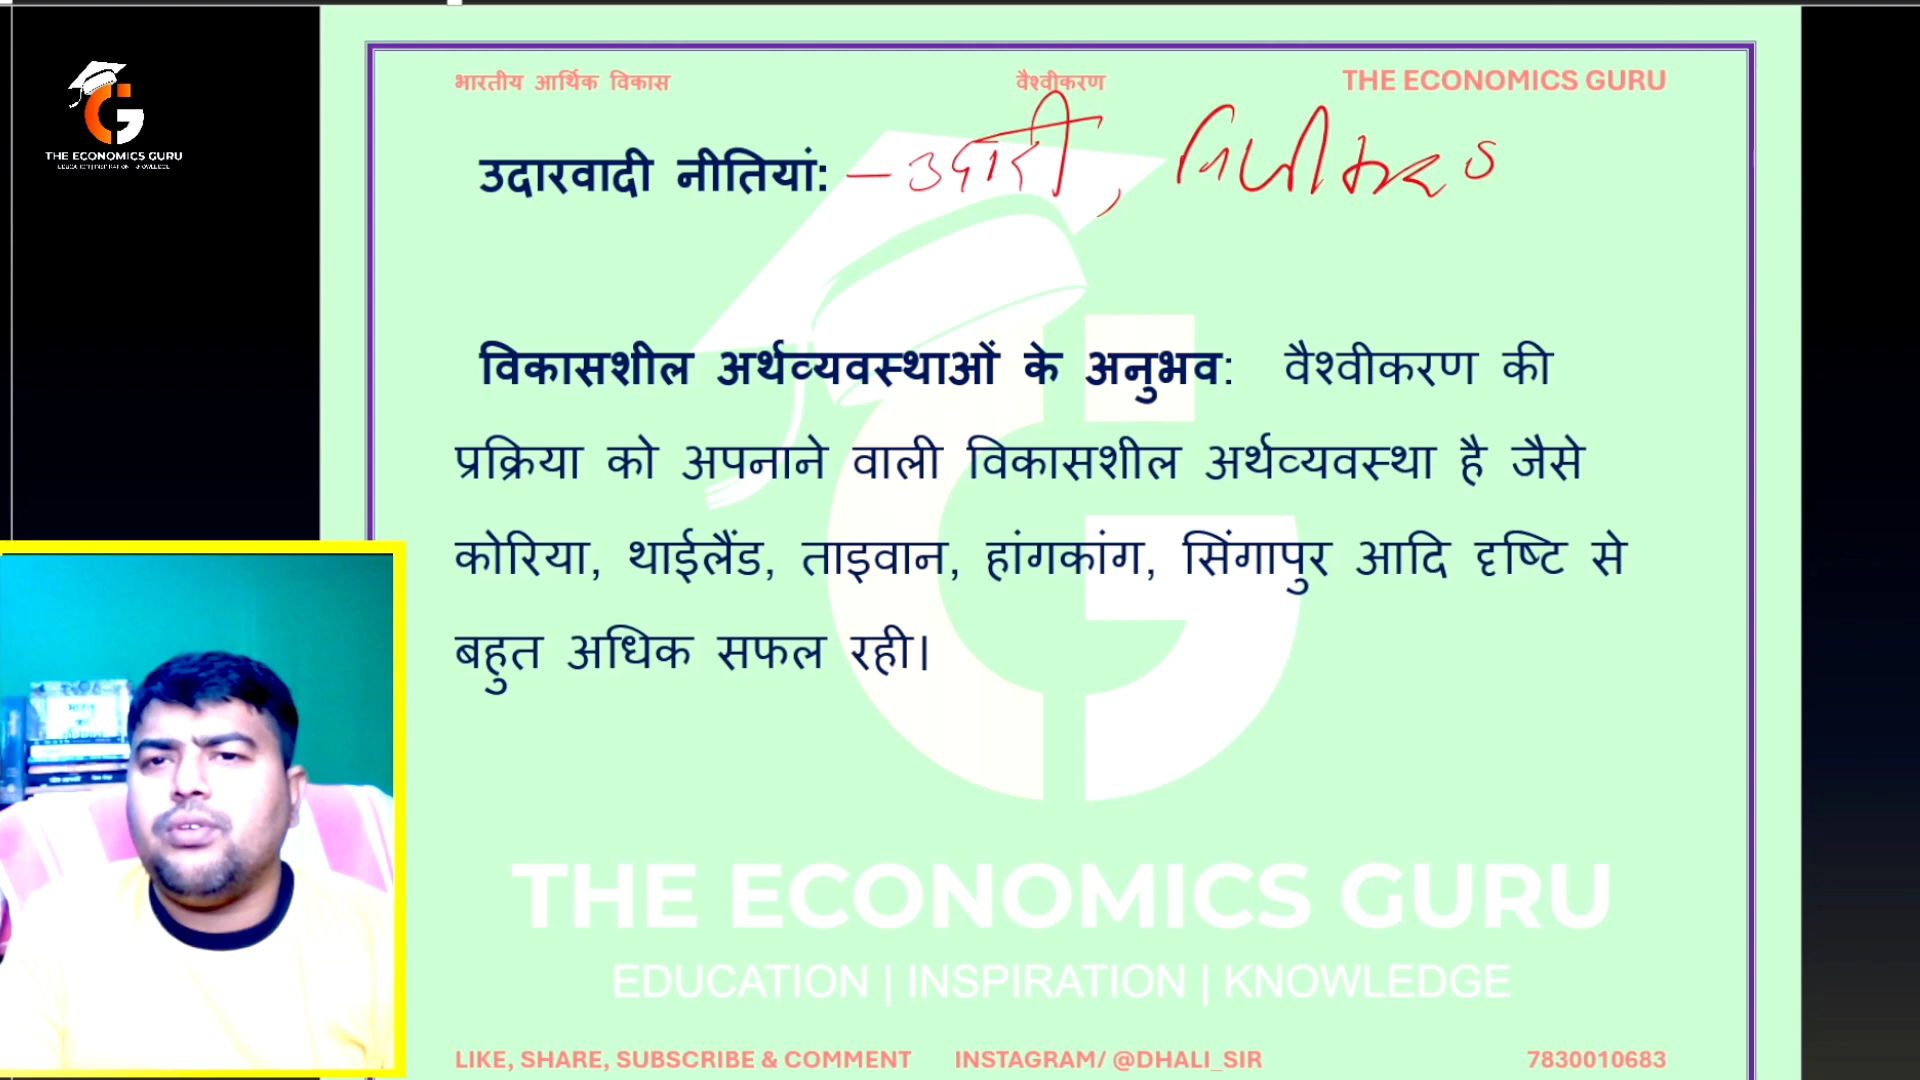 THE ECONOMICS GURU
भारतीय आर्थिक विकास वैश्वीकरण THE ECONOMICS GURU
उदारवादी नीतियां:
विकासशील अर्थव्यवस्थाओं के अनुभव: वैश्वीकरण की
प्रक्रिया को अपनाने वाली विकासशील अर्थव्यवस्था है जैसे
कोरिया, थाईलैंड, ताइवान, हांगकांग, सिंगापुर आदि दृष्टि से
बहुत अधिक सफल रही।
THE ECONOMICS GURU
EDUCATION | INSPIRATION | KNOWLEDGE
LIKE, SHARE, SUBSCRIBE & COMMENT INSTAGRAM/ @DHALI_SIR 7830010683